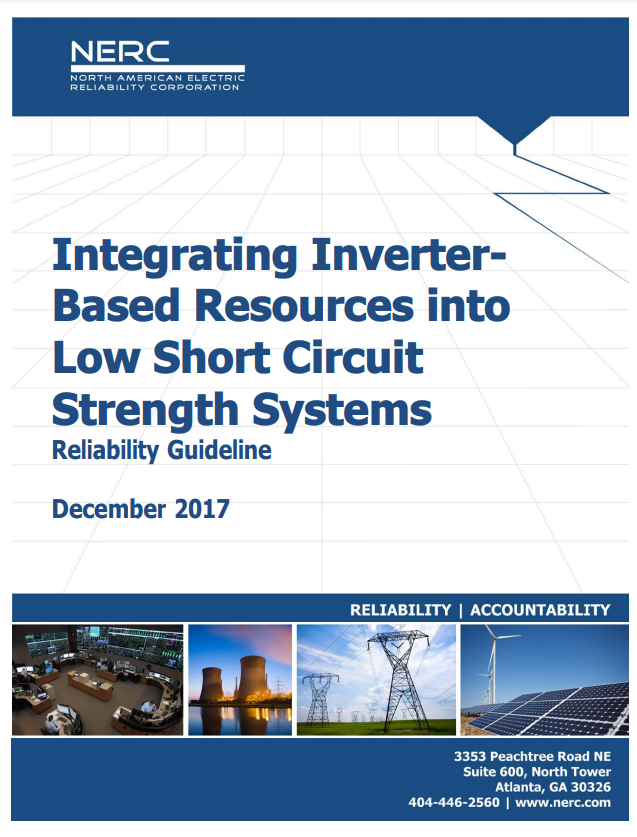 NERC
NORTH AMERICAN ELECTRIC
RELIABILITY CORPORATION
Integrating Inverter-
Based Resources into
Low Short Circuit
Strength Systems
Reliability Guideline
December 2017
RELIABILITY | ACCOUNTABILITY
3353 Peachtree Road NE
Suite 600, North Tower
Atlanta, GA 30326
404-446-2560 | www.nerc.com